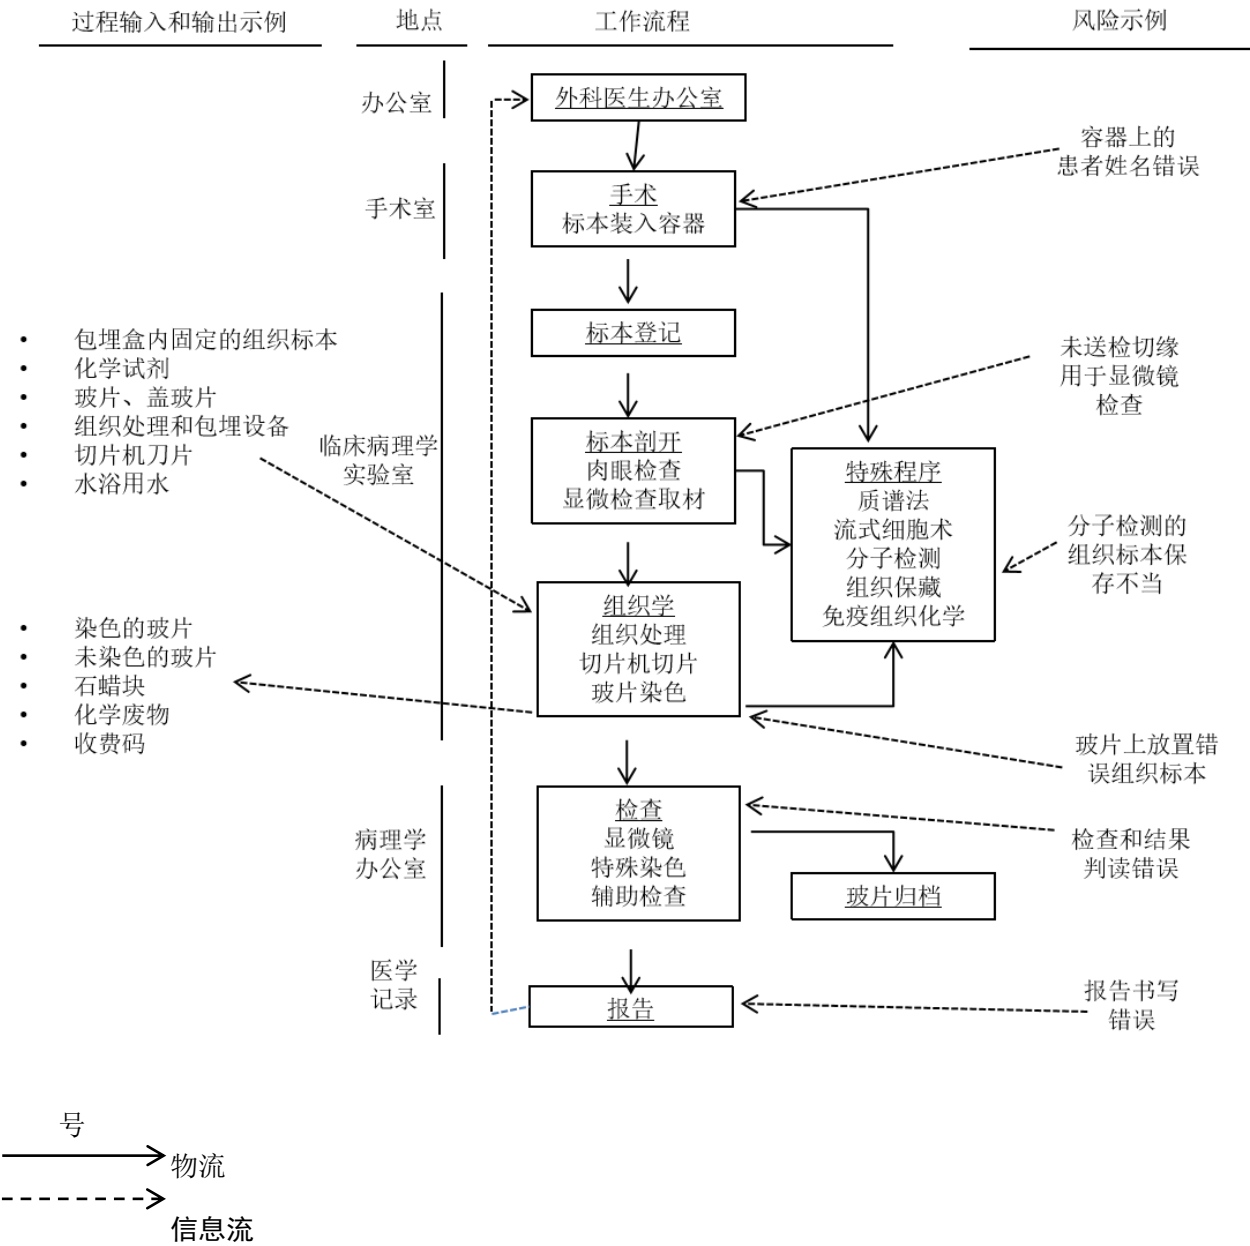 过程输入和输出示例
地点
工作流程
风险示例
办公室
外科医生办公室
容器上的
患者姓名错误
手术室
手术
标本装入容器
标本登记
• 包埋盒内固定的组织标本
• 化学试剂
• 玻片、盖玻片
• 组织处理和包埋设备
• 切片机刀片
• 水浴用水
未送检切缘
用于显微镜
检查
临床病理学
实验室
标本剖开
肉眼检查
显微检查取材
特殊程序
质谱法
流式细胞术
分子检测
组织保藏
免疫组织化学
分子检测的
组织标本保
存不当
组织学
组织处理
切片机切片
玻片染色
• 染色的玻片
• 未染色的玻片
• 石蜡块
• 化学废物
• 收费码
玻片上放置错
误组织标本
病理学
办公室
检查
显微镜
特殊染色
辅助检查
玻片归档
检查和结果
判读错误
医学
记录
报告
报告书写
错误
号
物流
信息流